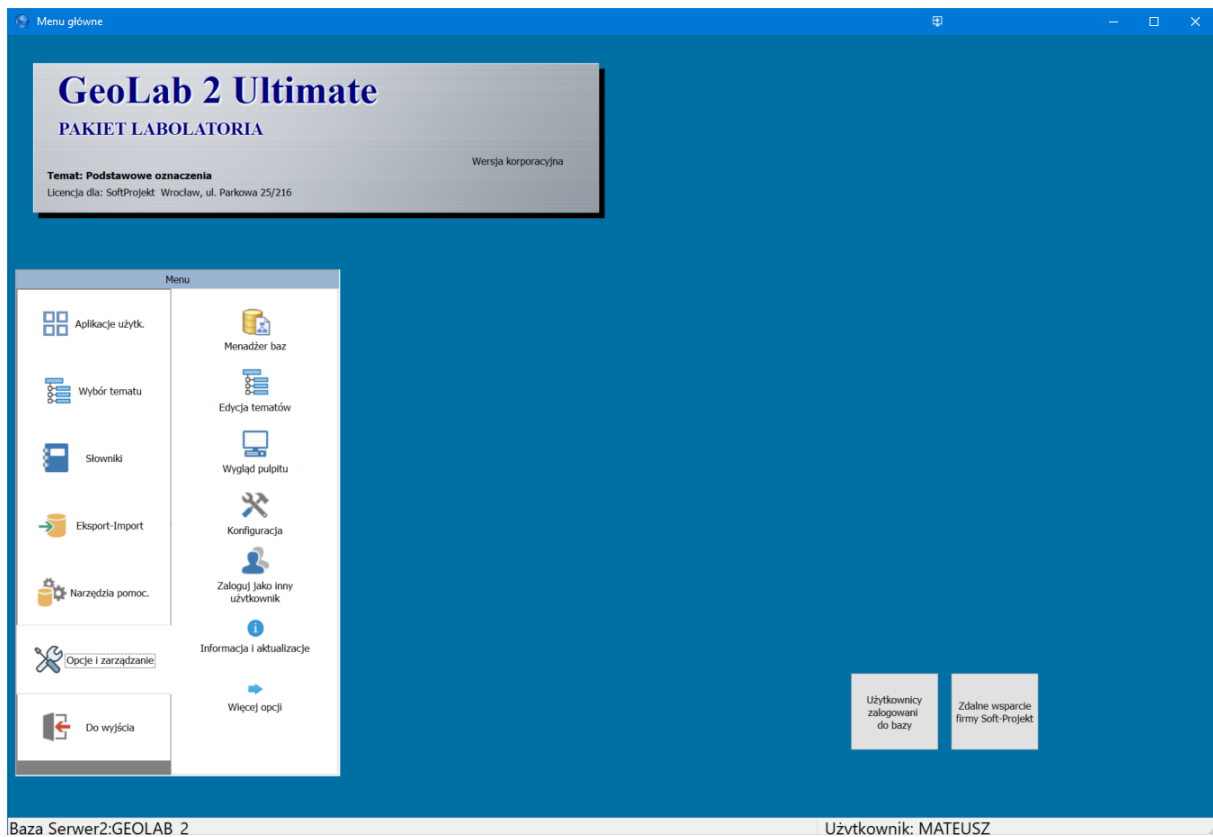 Menu główne
GeoLab 2 Ultimate
PAKIET LABOLATORIA
Wersja korporacyjna
Temat: Podstawowe oznaczenia
Licencja dla: SoftProjekt Wrocław, ul. Parkowa 25/216
Menu
Aplikacje użytk.
Wybór tematu
Słowniki
Eksport-Import
Narzędzia pomoc.
Opcje i zarządzanie
Do wyjścia
Menadżer baz
Edycja tematów
Wygląd pulpitu
Konfiguracja
Zaloguj jako inny
użytkownik
Informacja i aktualizacje
Więcej opcji
Użytkownicy
zalogowani
do bazy
Zdalne wsparcie
firmy Soft-Projekt
Baza Serwer2:GEOLAB_2
Użytkownik: MATEUSZ